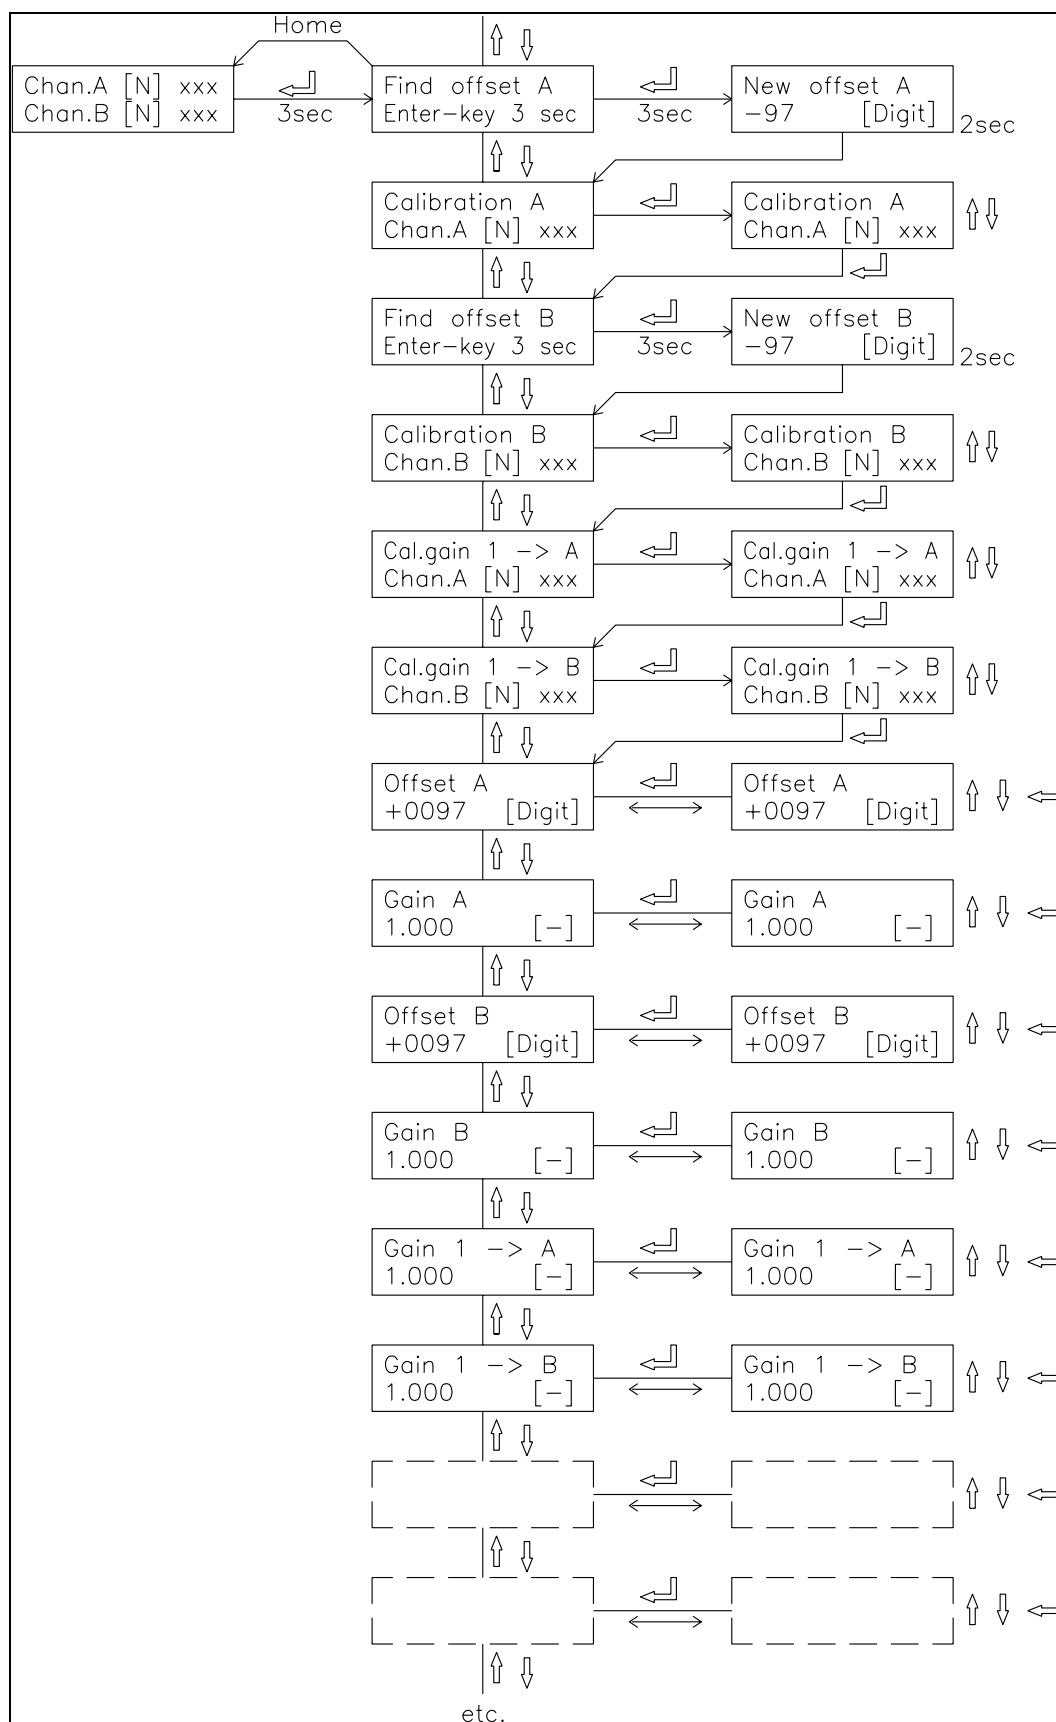 Home
Chan.A [N] xxx
Chan.B [N] xxx
3sec
Find offset A
Enter-key 3 sec
3sec
New offset A
-97 [Digit]
2sec
Calibration A
Chan.A [N] xxx
Calibration A
Chan.A [N] xxx
Find offset B
Enter-key 3 sec
3sec
New offset B
-97 [Digit]
2sec
Calibration B
Chan.B [N] xxx
Calibration B
Chan.B [N] xxx
Cal.gain 1 -> A
Chan.A [N] xxx
Cal.gain 1 -> A
Chan.A [N] xxx
Cal.gain 1 -> B
Chan.B [N] xxx
Cal.gain 1 -> B
Chan.B [N] xxx
Offset A
+0097 [Digit]
Offset A
+0097 [Digit]
Gain A
1.000 [-]
Gain A
1.000 [-]
Offset B
+0097 [Digit]
Offset B
+0097 [Digit]
Gain B
1.000 [-]
Gain B
1.000 [-]
Gain 1 -> A
1.000 [-]
Gain 1 -> A
1.000 [-]
Gain 1 -> B
1.000 [-]
Gain 1 -> B
1.000 [-]
etc.